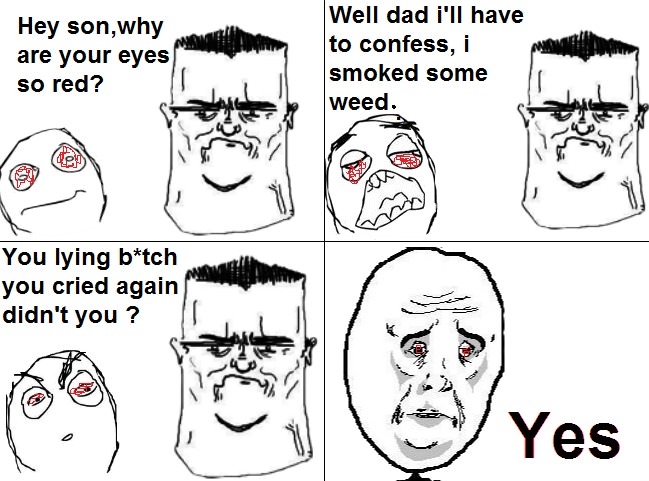 Hey son,why
are your eyes
so red?
Well dad i'll have
to confess, i
smoked some
weed.
You lying b*tch
you cried again
didn't you ?
Yes